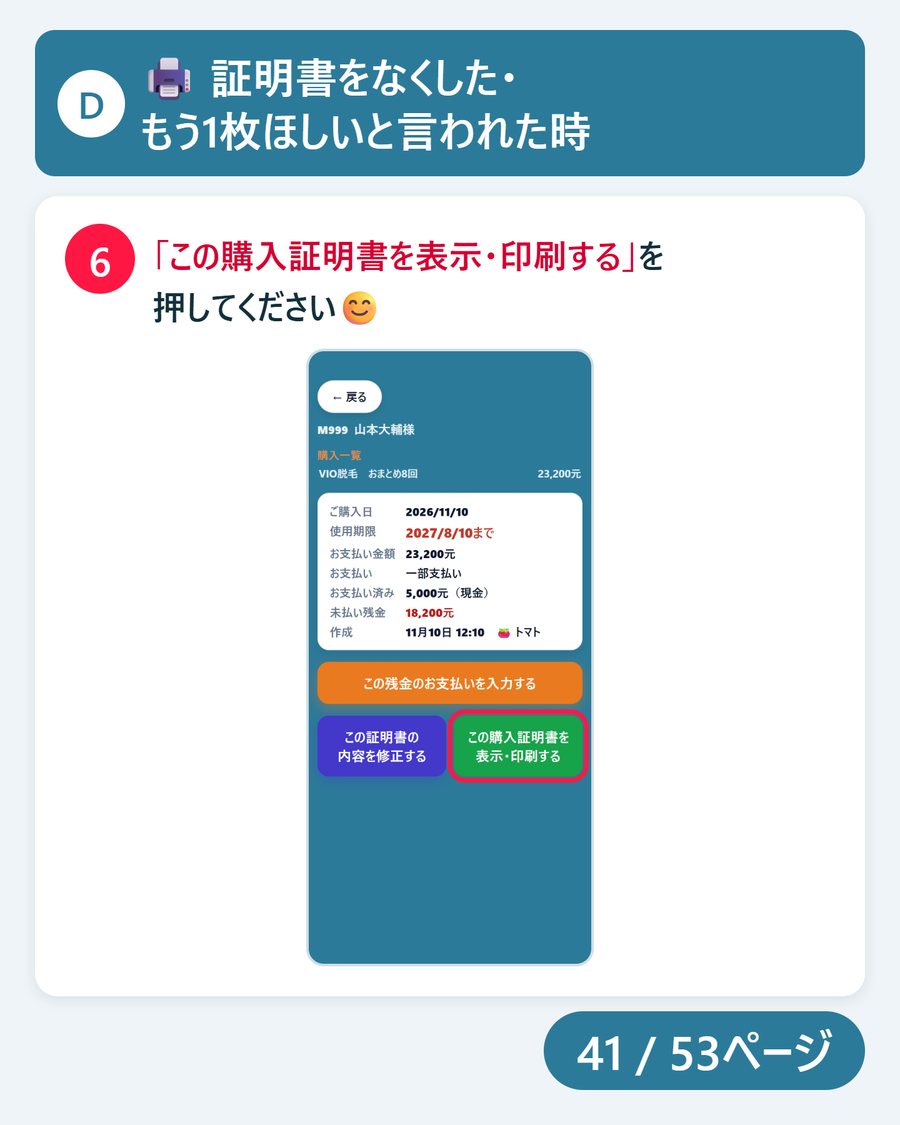 D
証明書をなくした・
もう1枚ほしいと言われた時
6
「この購入証明書を表示・印刷する」を
押してください
← 戻る
M999 山本大輔様
購入一覧
VIO脱毛 おまとめ8回 23,200元
ご購入日 2026/11/10
使用期限 2027/8/10まで
お支払い金額 23,200元
お支払い 一部支払い
お支払い済み 5,000元（現金）
未払い残金 18,200元
作成 11月10日 12:10 トマト
この残金のお支払いを入力する
この証明書の
内容を修正する
この購入証明書を
表示・印刷する
41 / 53ページ